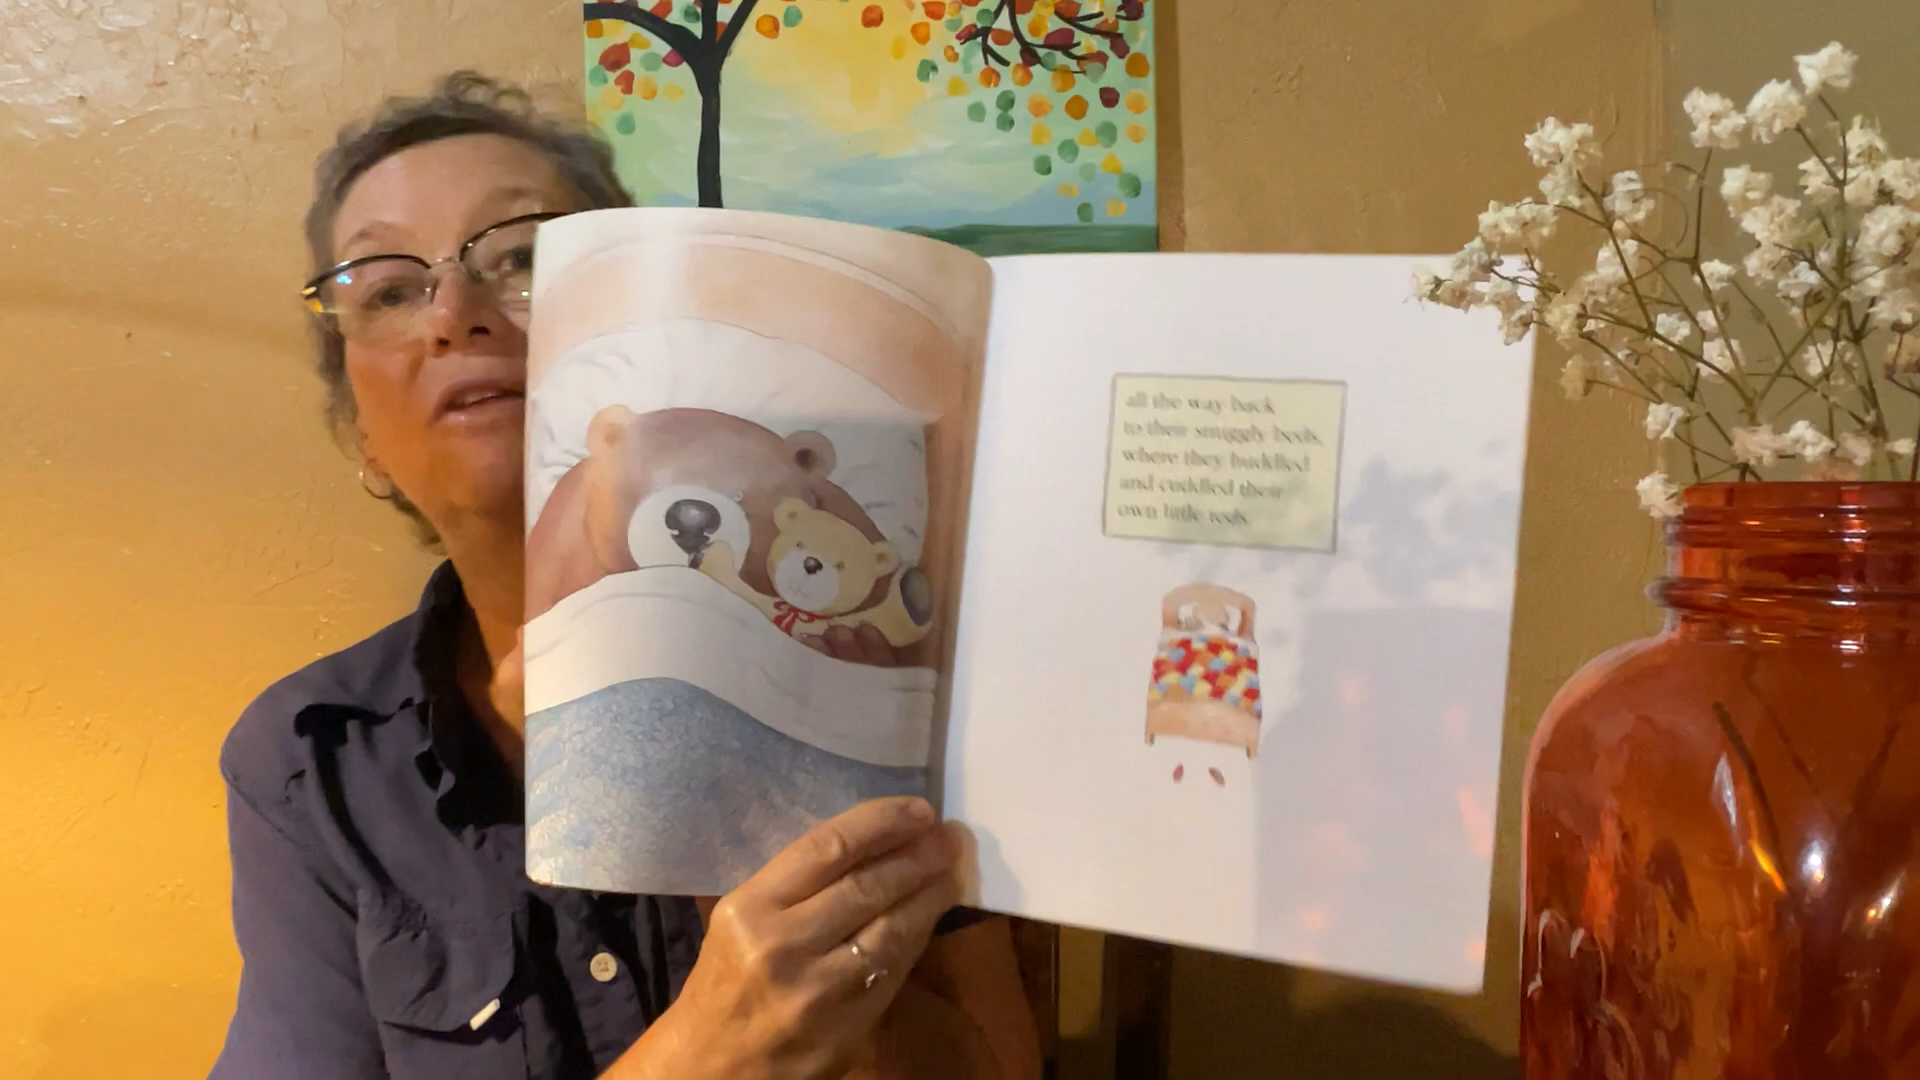 all the way back
to their snuggly beds,
where they huddled
and cuddled their
own little teds.